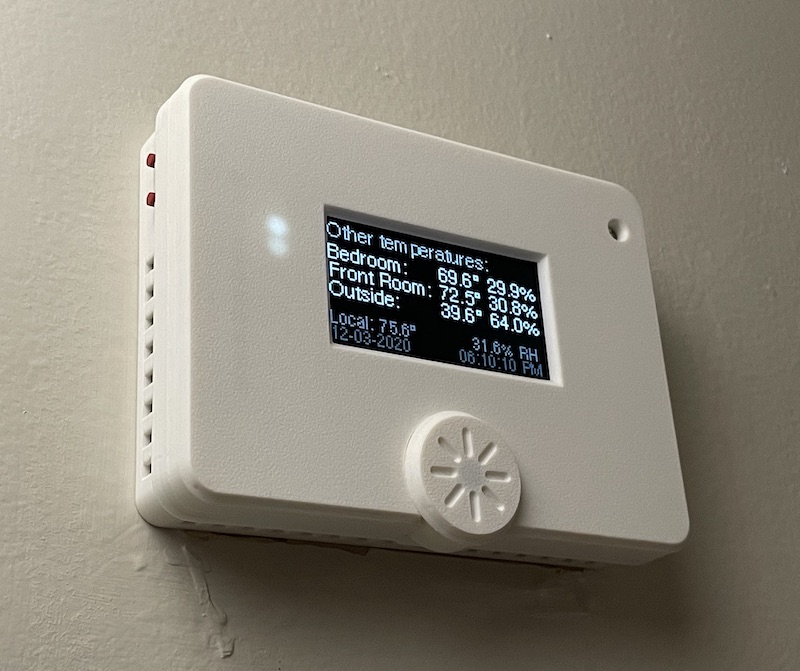 Other temperatures:
Bedroom: 69.6° 29.9%
Front Room: 72.5° 30.8%
Outside: 39.6° 64.0%
Local: 75.6° 31.6% RH
12-03-2020 06:10:10 PM